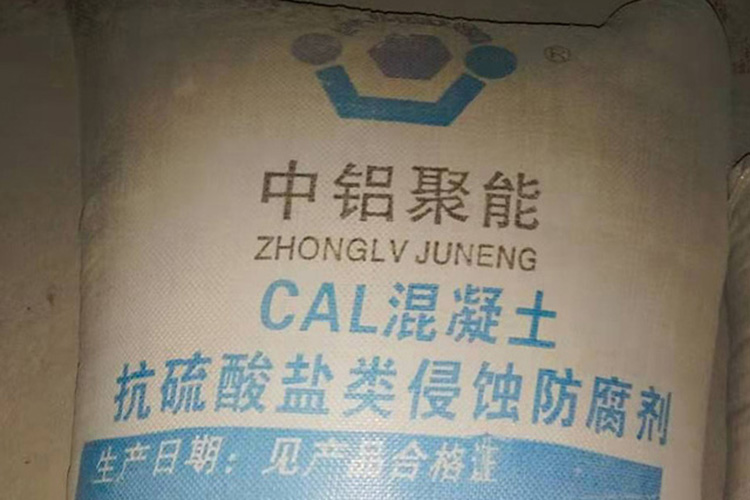 ®
中铝聚能
ZHONGLV JUNENG
CAL混凝土
抗硫酸盐类侵蚀防腐剂
生产日期：见产品合格证